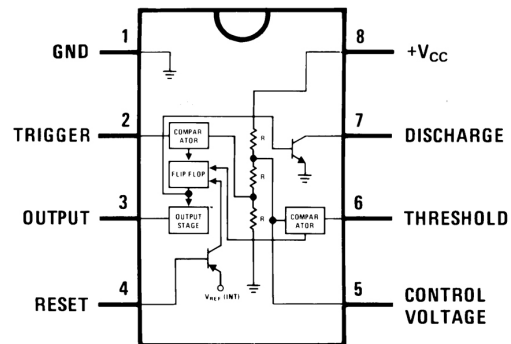 1
GND
8
+VCC
2
TRIGGER
COMPAR
ATOR
R
7
DISCHARGE
FLIP FLOP
R
3
OUTPUT
OUTPUT
STAGE
R
COMPAR
ATOR
6
THRESHOLD
4
RESET
VREF (INT)
5
CONTROL
VOLTAGE